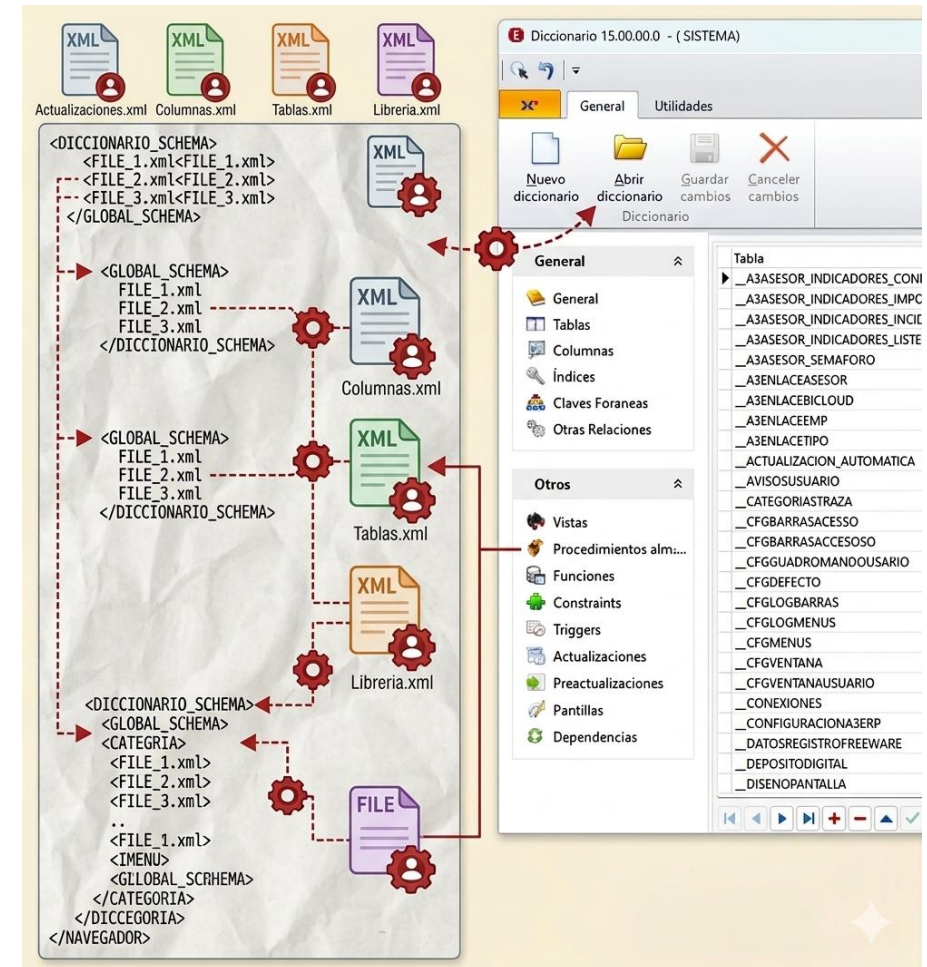 XML
XML
XML
XML
Actualizaciones.xml
Columnas.xml
Tablas.xml
Libreria.xml
<DICCIONARIO_SCHEMA>
<FILE_1.xml<FILE_1.xml>
<FILE_2.xml<FILE_2.xml>
<FILE_3.xml<FILE_3.xml>
</GLOBAL_SCHEMA>
XML
<GLOBAL_SCHEMA>
FILE_1.xml
FILE_2.xml
FILE_3.xml
</DICCIONARIO_SCHEMA>
XML
Columnas.xml
<GLOBAL_SCHEMA>
FILE_1.xml
FILE_2.xml
FILE_3.xml
</DICCIONARIO_SCHEMA>
XML
Tablas.xml
XML
Libreria.xml
<DICCIONARIO_SCHEMA>
<GLOBAL_SCHEMA>
<CATEGRIA>
<FILE_1.xml>
<FILE_2.xml>
<FILE_3.xml>
..
<FILE_1.xml>
<IMENU>
<GLLOBAL_SCRHEMA>
</CATEGORIA>
</DICCEGORIA>
</NAVEGADOR>
FILE
E Diccionario 15.00.00.0 - ( SISTEMA)
General
Utilidades
Nuevo diccionario
Abrir diccionario
Guardar cambios
Canceler cambios
Diccionario
General
General
Tablas
Columnas
Índices
Claves Foraneas
Otras Relaciones
Otros
Vistas
Procedimientos alm:...
Funciones
Constraints
Triggers
Actualizaciones
Preactualizaciones
Pantillas
Dependencias
Tabla
__A3ASESOR_INDICADORES_CONF
__A3ASESOR_INDICADORES_IMPO
__A3ASESOR_INDICADORES_INCID
__A3ASESOR_INDICADORES_LISTE
__A3ASESOR_SEMAFORO
__A3ENLACEASESOR
__A3ENLACEBICLOUD
__A3ENLACEEMP
__A3ENLACETIPO
__ACTUALIZACION_AUTOMATICA
__AVISOSUSUARIO
__CATEGORIASTRAZA
__CFGBARRASACESSO
__CFGBARRASACCESOSO
__CFGGUADROMANDOUSARIO
__CFGDEFECTO
__CFGLOGBARRAS
__CFGLOGMENUS
__CFGMENUS
__CFGVENTANA
__CFGVENTANAUSUARIO
__CONEXIONES
__CONFIGURACIONA3ERP
__DATOSREGISTROFREEWARE
__DEPOSITODIGITAL
__DISENOPANTALLA